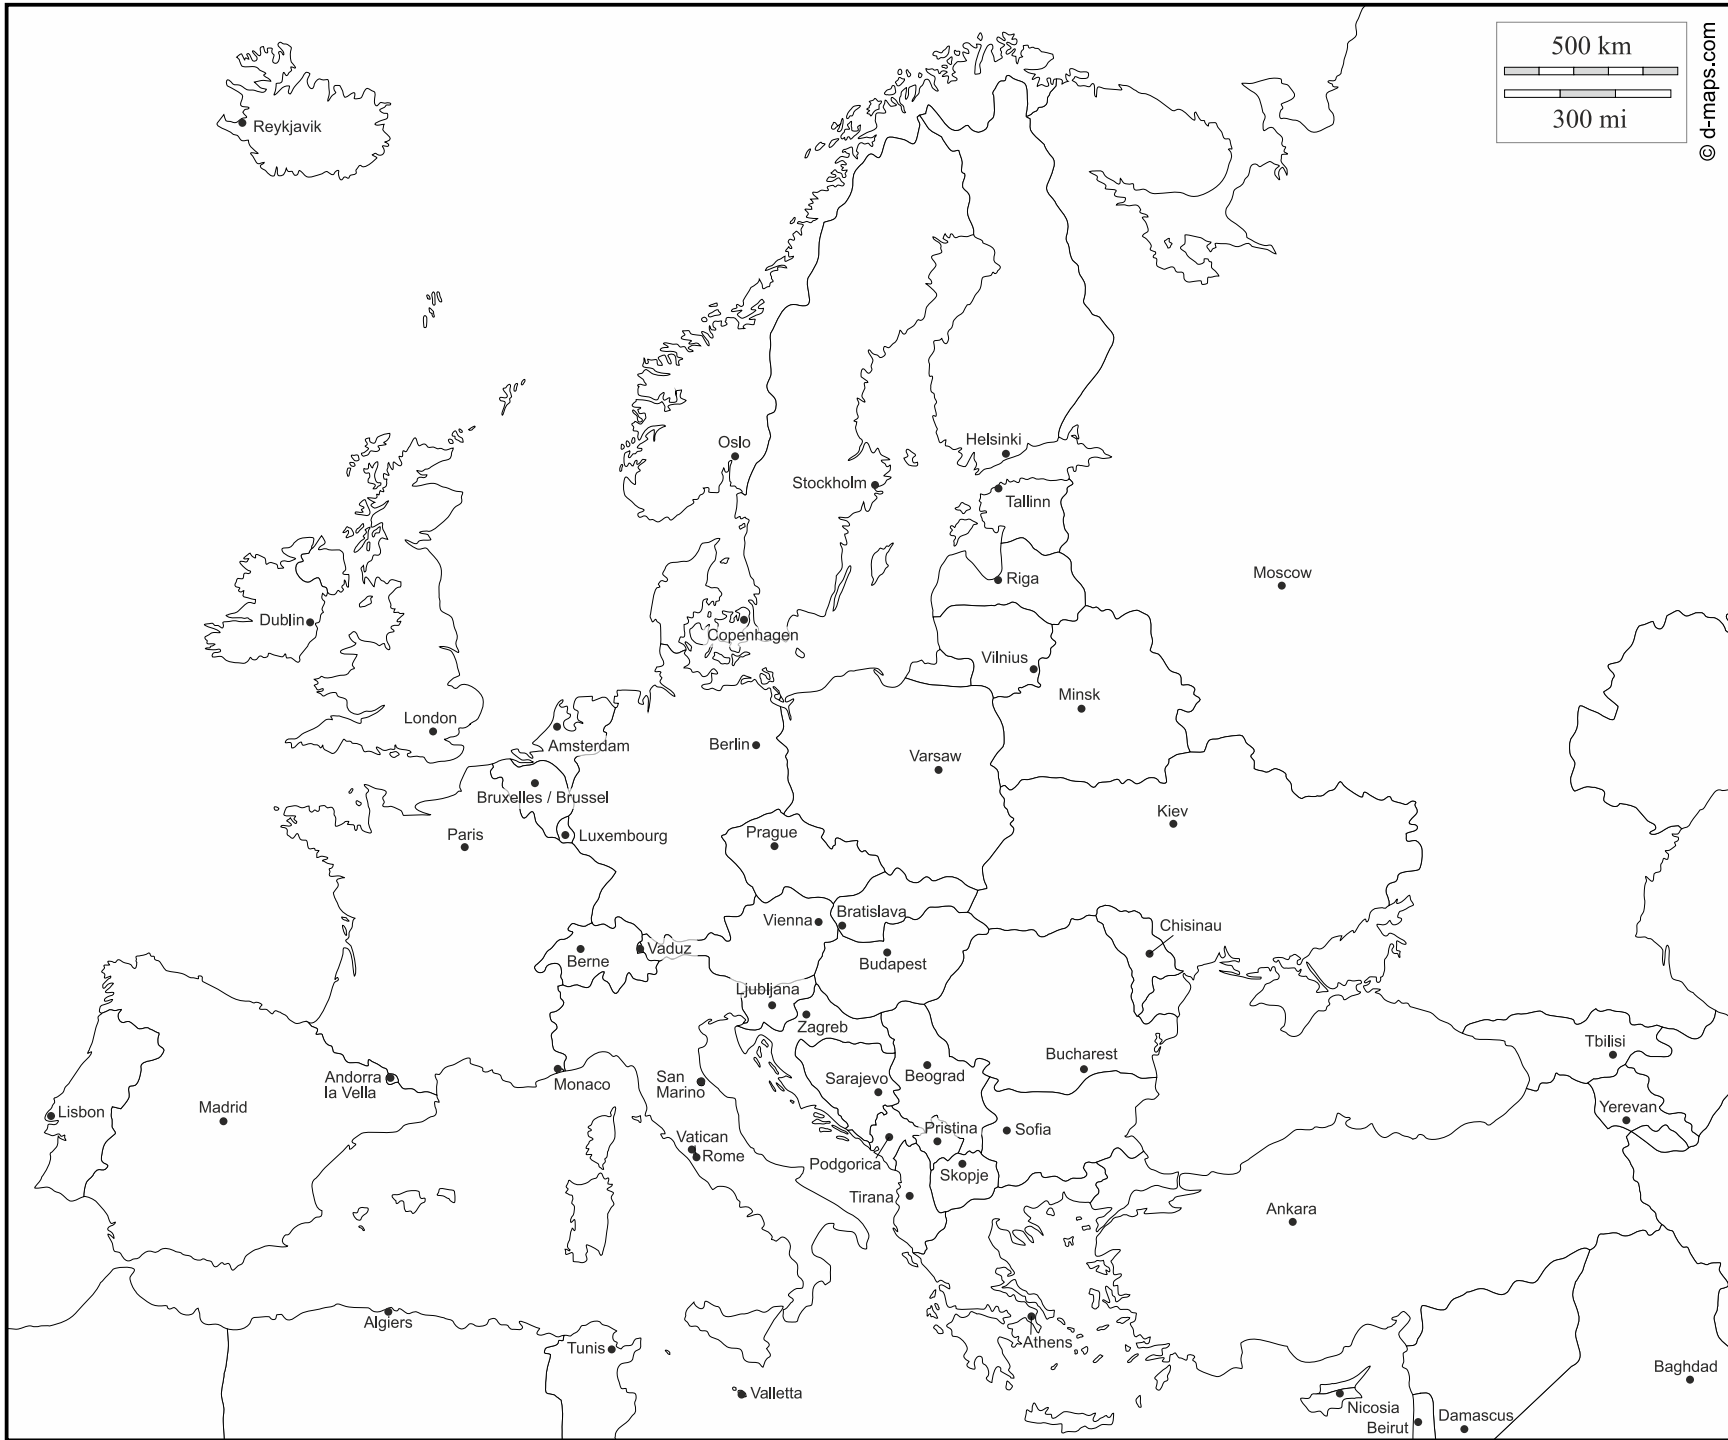 500 km
300 mi
© d-maps.com
Reykjavik
Oslo
Helsinki
Stockholm
Tallinn
Moscow
Riga
Dublin
Copenhagen
Vilnius
Minsk
London
Amsterdam
Berlin
Varsaw
Bruxelles / Brussel
Kiev
Paris
Luxembourg
Prague
Vienna
Bratislava
Chisinau
Vaduz
Berne
Budapest
Ljubljana
Zagreb
Tbilisi
Bucharest
Andorra
la Vella
Monaco
San
Marino
Sarajevo
Beograd
Lisbon
Madrid
Yerevan
Pristina
Sofia
Vatican
Rome
Podgorica
Skopje
Tirana
Ankara
Algiers
Tunis
Athens
Baghdad
Valletta
Nicosia
Beirut
Damascus